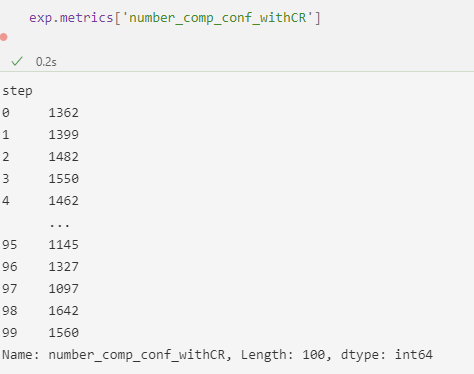 exp.metrics['number_comp_conf_withCR']
0.2s
step
0 1362
1 1399
2 1482
3 1550
4 1462
...
95 1145
96 1327
97 1097
98 1642
99 1560
Name: number_comp_conf_withCR, Length: 100, dtype: int64